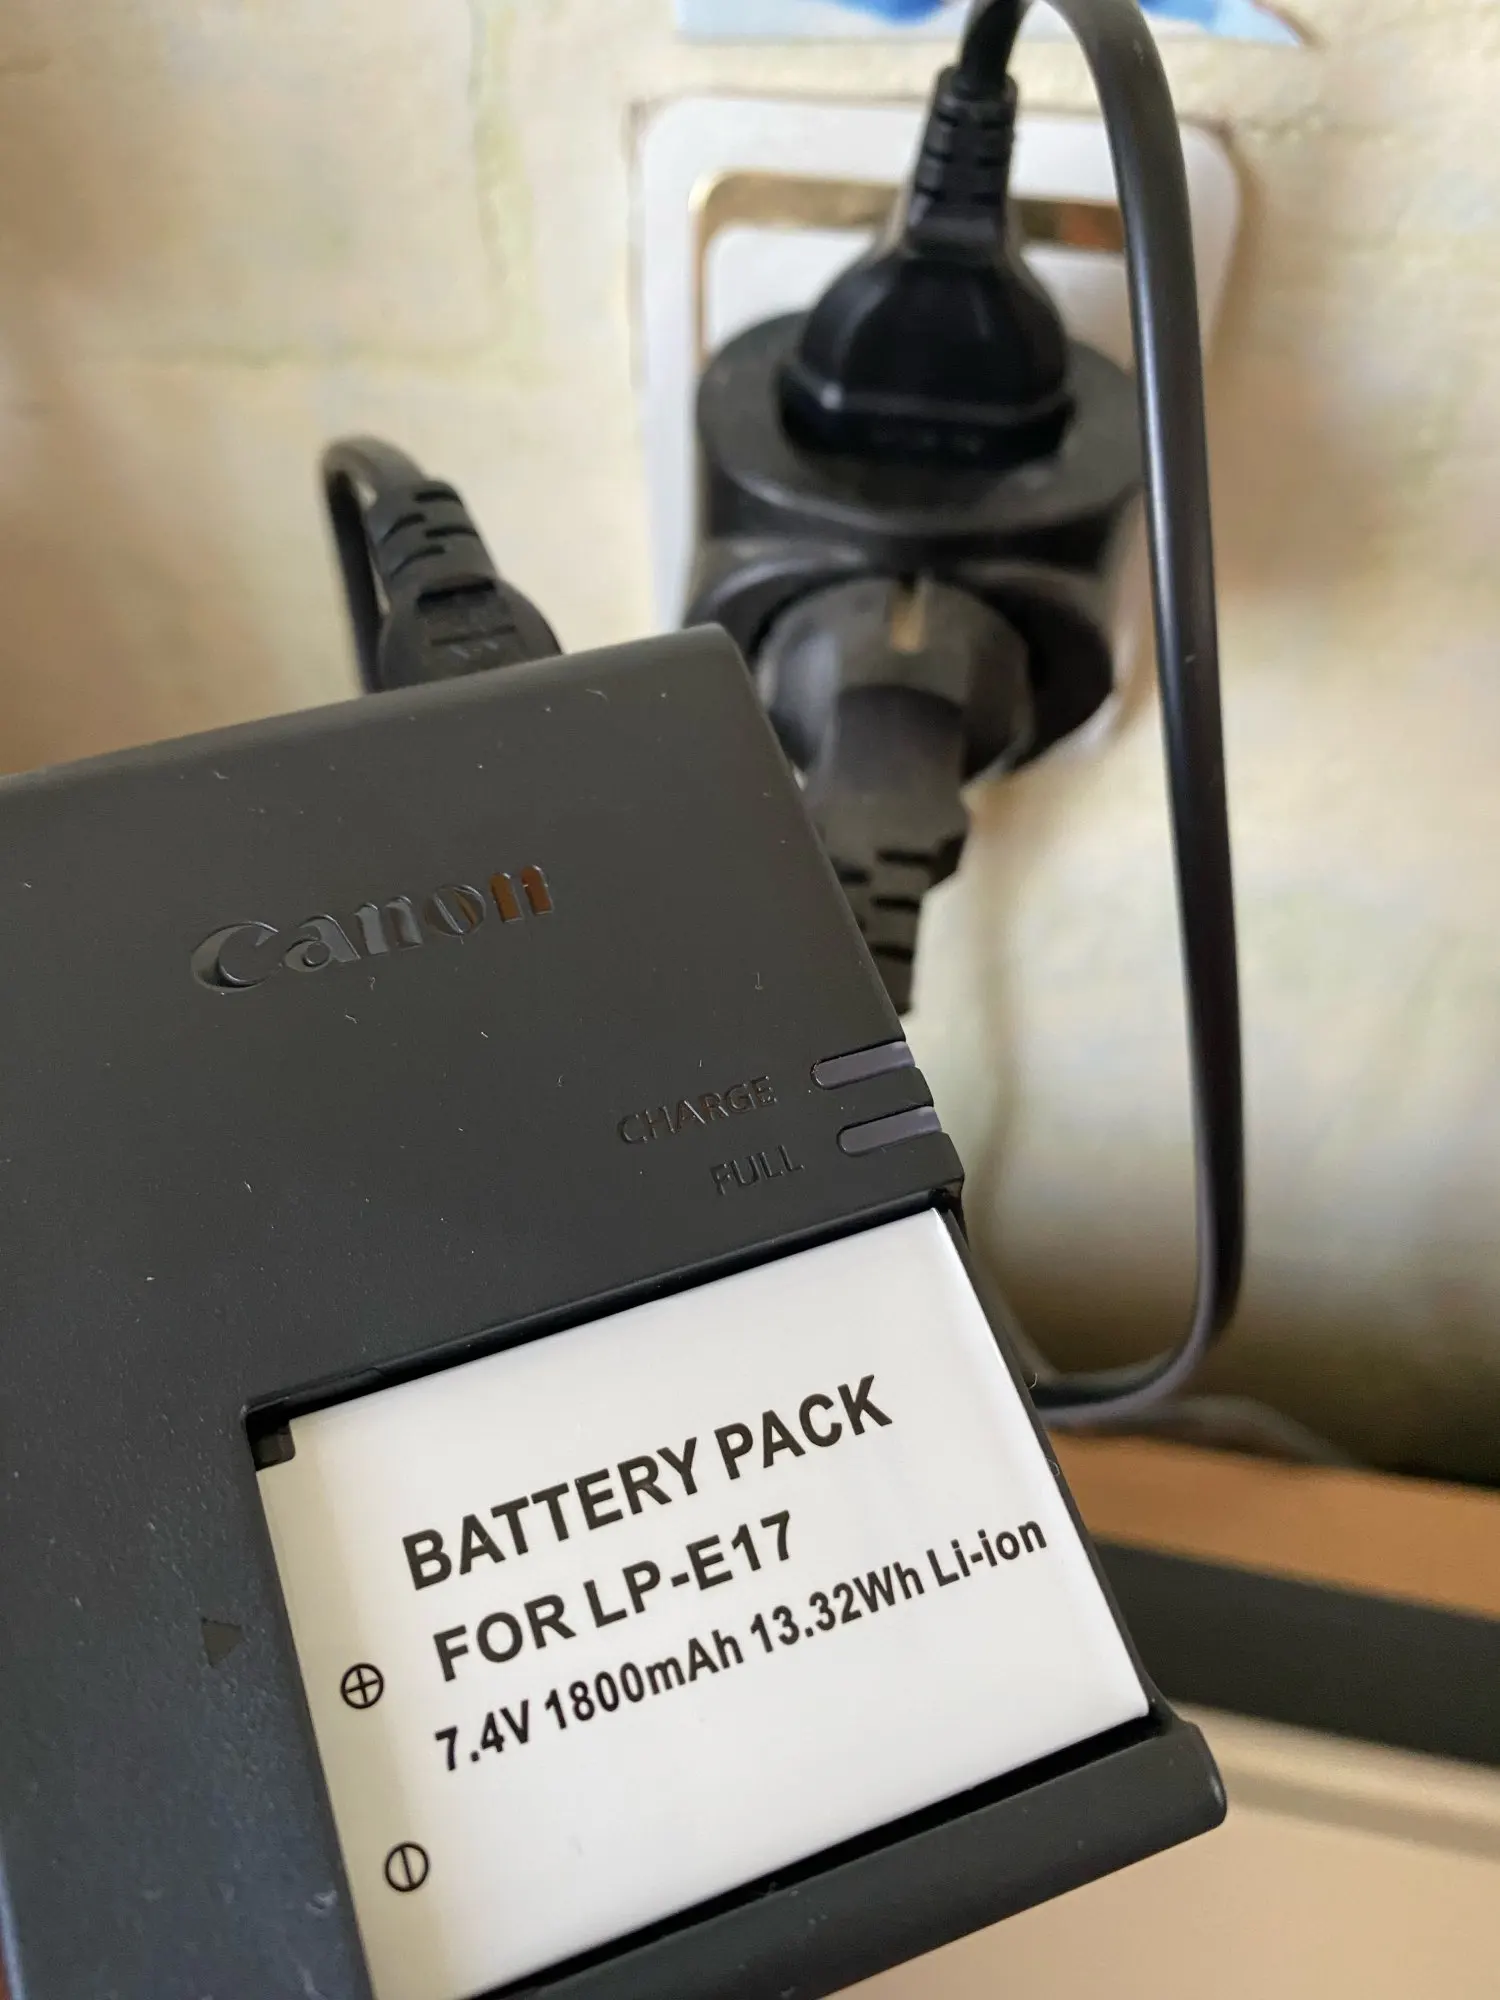 Canon
CHARGE
FULL
BATTERY PACK
FOR LP-E17
7.4V 1800mAh 13.32Wh Li-ion